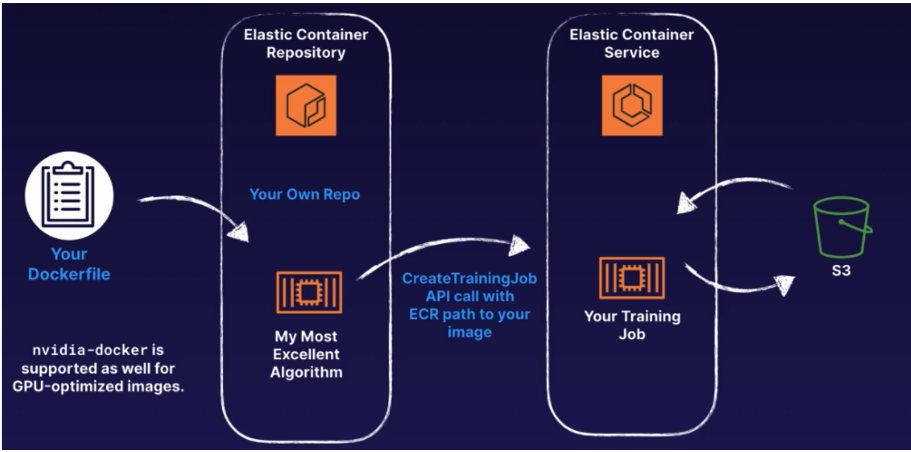 Elastic Container
Repository
Elastic Container
Service
Your Own Repo
Your
Dockerfile
CreateTrainingJob
API call with
ECR path to your
image
S3
My Most
Excellent
Algorithm
Your Training
Job
nvidia-docker is
supported as well for
GPU-optimized images.